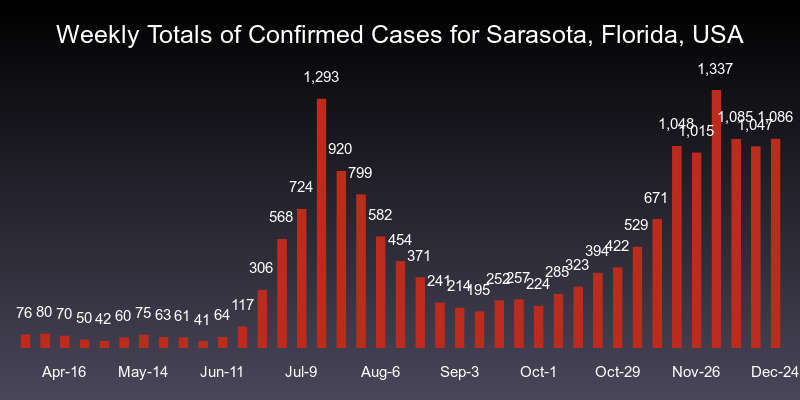 Weekly Totals of Confirmed Cases for Sarasota, Florida, USA
76 80 70 50 42 60 75 63 61 41 64 117 306 568 724 1,293 920 799 582 454 371 241 214 195 252 257 224 285 323 394 422 529 671 1,048 1,015 1,337 1,085 1,047 1,086
Apr-16 May-14 Jun-11 Jul-9 Aug-6 Sep-3 Oct-1 Oct-29 Nov-26 Dec-24